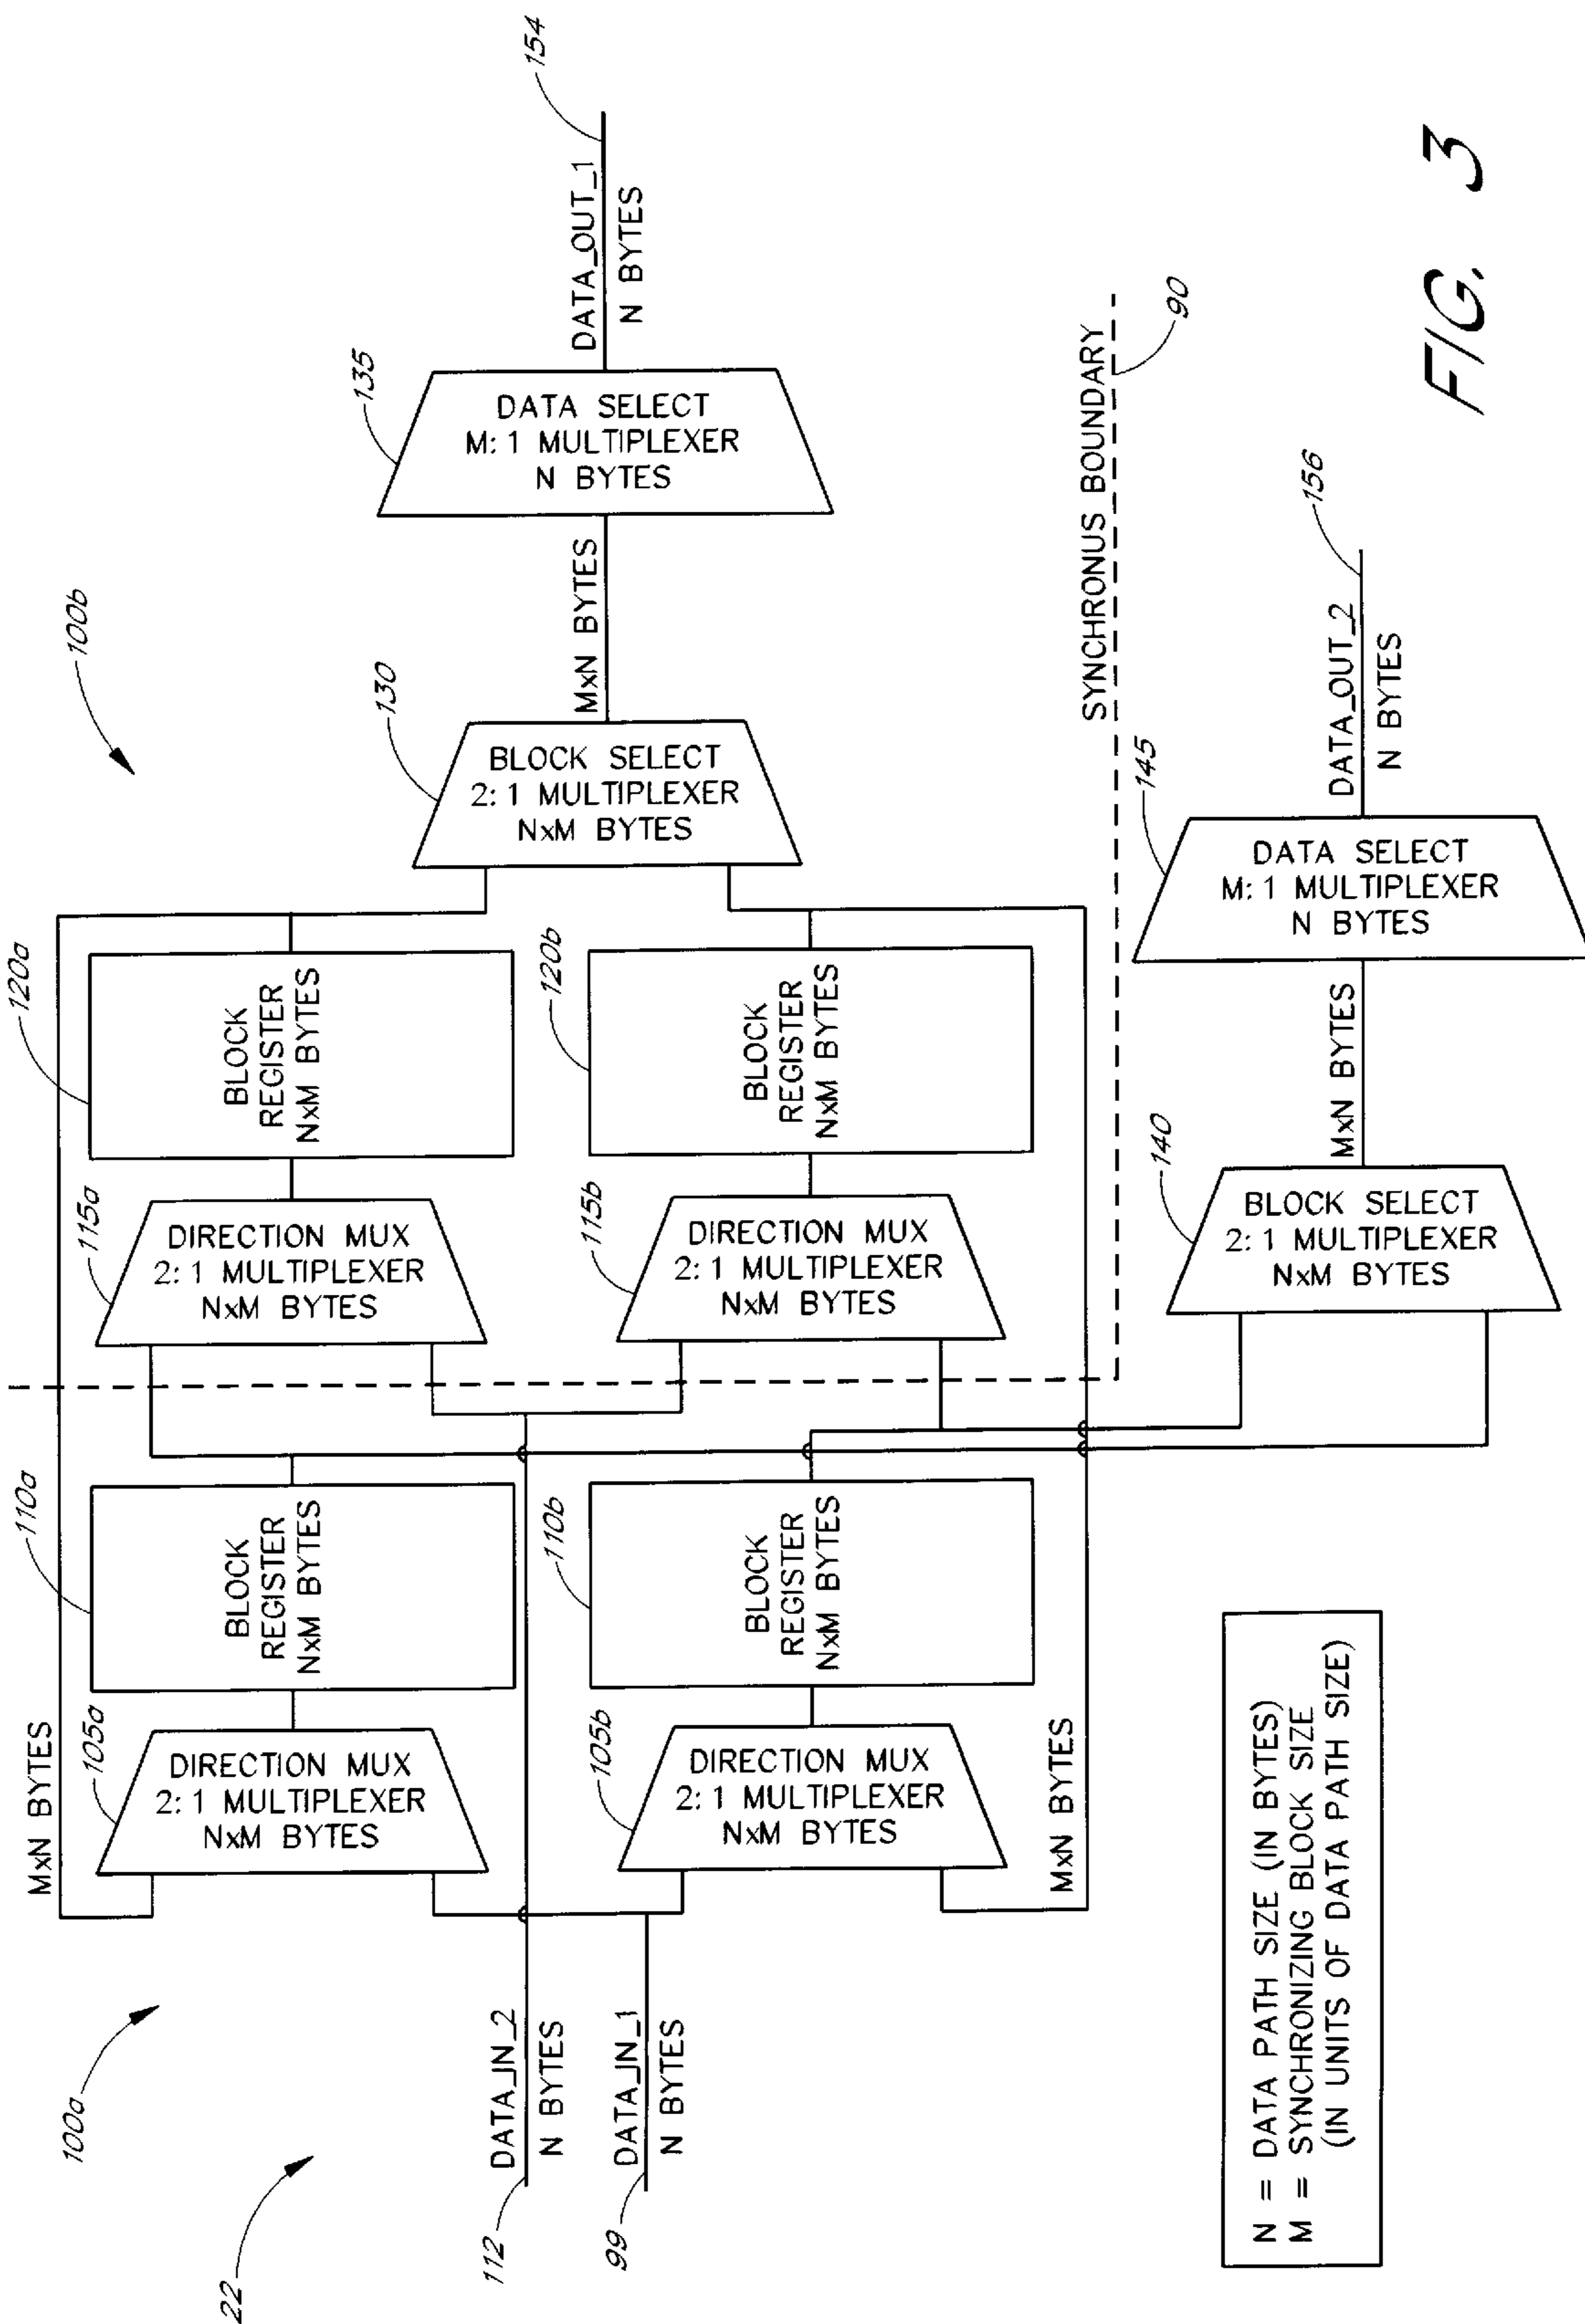 22
100a
100b
112
DATA_IN_2
N BYTES
99
DATA_IN_1
N BYTES
MxN BYTES
105a
DIRECTION MUX
2:1 MULTIPLEXER
NxM BYTES
110a
BLOCK
REGISTER
NxM BYTES
115a
DIRECTION MUX
2:1 MULTIPLEXER
NxM BYTES
120a
BLOCK
REGISTER
NxM BYTES
105b
DIRECTION MUX
2:1 MULTIPLEXER
NxM BYTES
110b
BLOCK
REGISTER
NxM BYTES
115b
DIRECTION MUX
2:1 MULTIPLEXER
NxM BYTES
120b
BLOCK
REGISTER
NxM BYTES
MxN BYTES
130
BLOCK SELECT
2:1 MULTIPLEXER
NxM BYTES
MxN BYTES
135
DATA SELECT
M:1 MULTIPLEXER
N BYTES
DATA_OUT_1
N BYTES
154
SYNCHRONUS BOUNDARY
90
140
BLOCK SELECT
2:1 MULTIPLEXER
NxM BYTES
MxN BYTES
145
DATA SELECT
M:1 MULTIPLEXER
N BYTES
DATA_OUT_2
N BYTES
156
N = DATA PATH SIZE (IN BYTES)
M = SYNCHRONIZING BLOCK SIZE
(IN UNITS OF DATA PATH SIZE)
FIG. 3